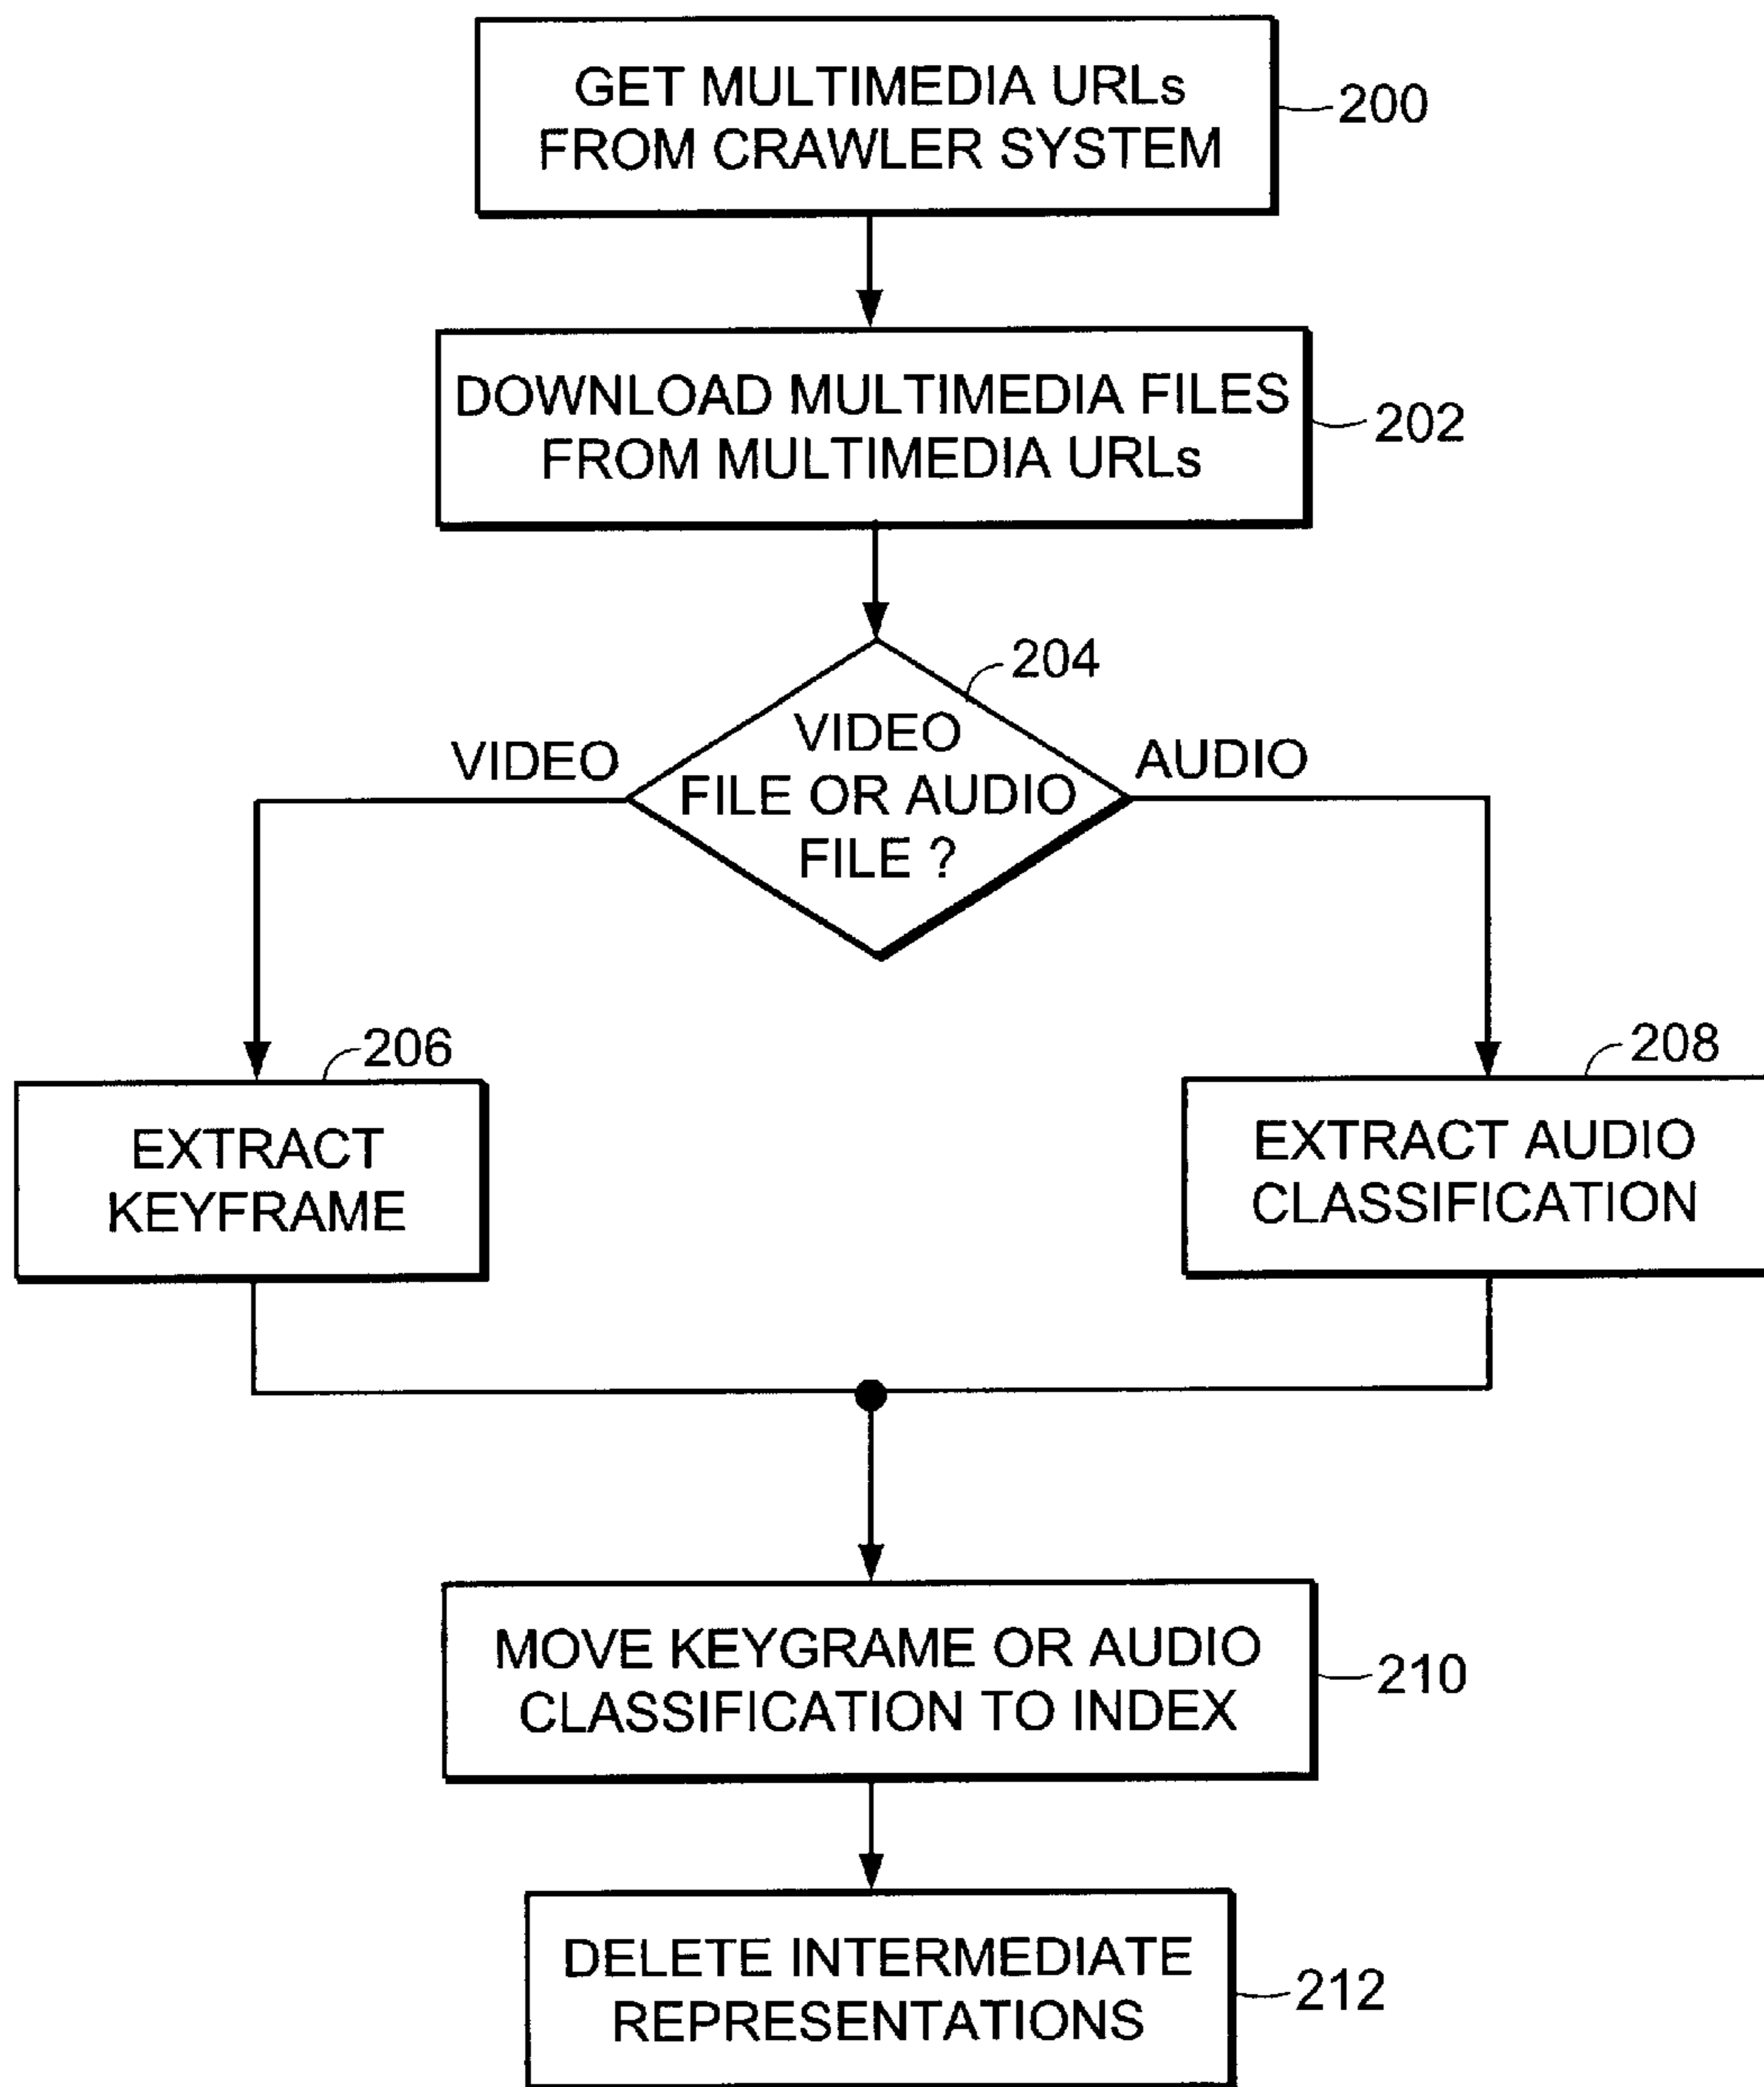 GET MULTIMEDIA URLs
FROM CRAWLER SYSTEM
200
DOWNLOAD MULTIMEDIA FILES
FROM MULTIMEDIA URLs
202
204
VIDEO
VIDEO
FILE OR AUDIO
FILE ?
AUDIO
206
EXTRACT
KEYFRAME
208
EXTRACT AUDIO
CLASSIFICATION
MOVE KEYGRAME OR AUDIO
CLASSIFICATION TO INDEX
210
DELETE INTERMEDIATE
REPRESENTATIONS
212